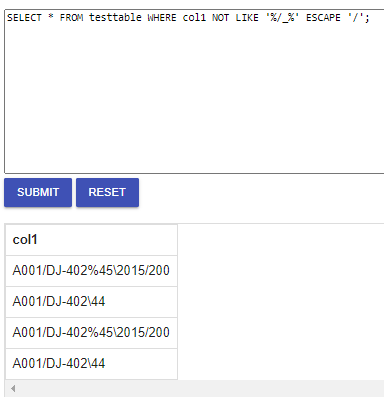 SELECT * FROM testtable WHERE col1 NOT LIKE '%/_%' ESCAPE '/';
SUBMIT RESET
col1
A001/DJ-402%45\2015/200
A001/DJ-402\44
A001/DJ-402%45\2015/200
A001/DJ-402\44